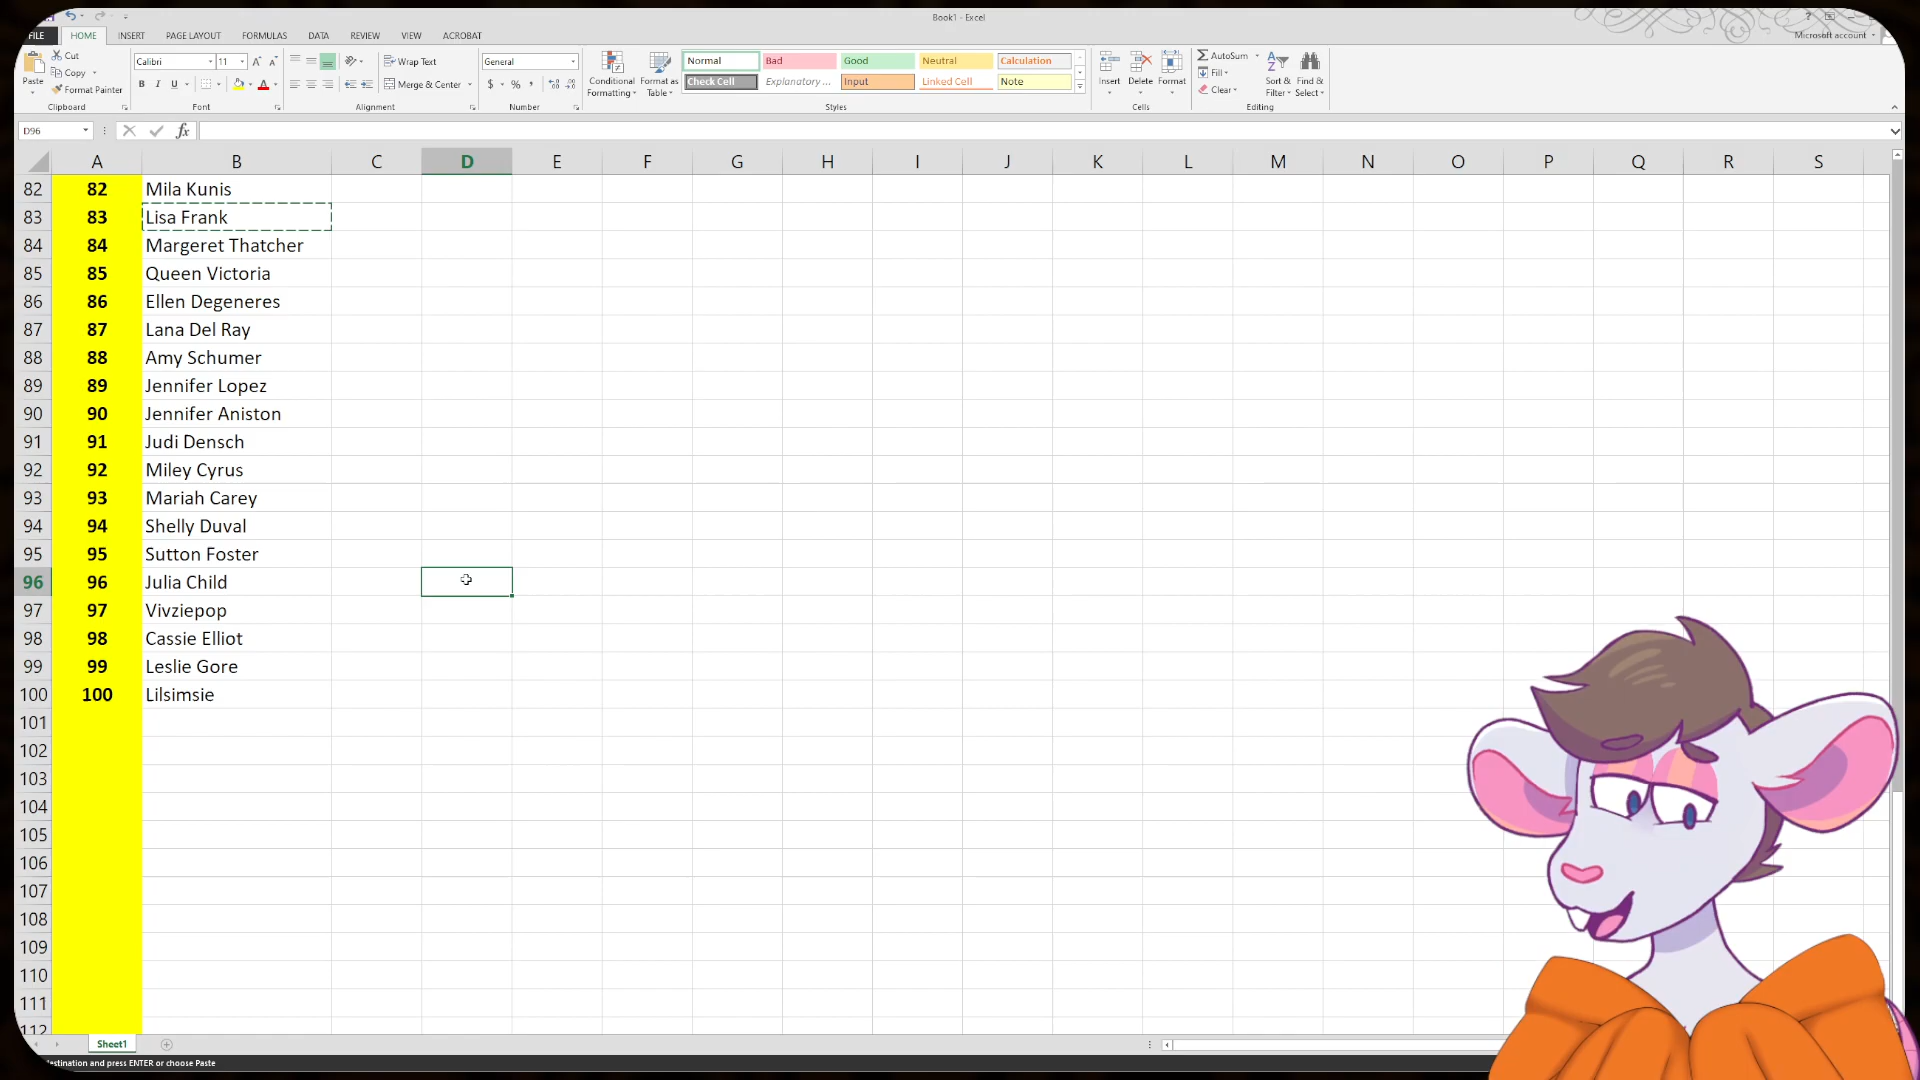 Book1 - Excel
FILE HOME INSERT PAGE LAYOUT FORMULAS DATA REVIEW VIEW ACROBAT
Microsoft account
Paste
Cut
Copy
Format Painter
Clipboard
Calibri 11
B I U
Font
Wrap Text
Merge & Center
Alignment
General
$ % ,
Number
Conditional Formatting
Format as Table
Normal Bad Good Neutral Calculation
Check Cell Explanatory ... Input Linked Cell Note
Styles
Insert Delete Format
Cells
AutoSum
Fill
Clear
Sort & Filter
Find & Select
Editing
D96
fx
A B C D E F G H I J K L M N O P Q R S
82 82 Mila Kunis
83 83 Lisa Frank
84 84 Margeret Thatcher
85 85 Queen Victoria
86 86 Ellen Degeneres
87 87 Lana Del Ray
88 88 Amy Schumer
89 89 Jennifer Lopez
90 90 Jennifer Aniston
91 91 Judi Densch
92 92 Miley Cyrus
93 93 Mariah Carey
94 94 Shelly Duval
95 95 Sutton Foster
96 96 Julia Child
97 97 Vivziepop
98 98 Cassie Elliot
99 99 Leslie Gore
100 100 Lilsimsie
101
102
103
104
105
106
107
108
109
110
111
112
Sheet1
and press ENTER or choose Paste